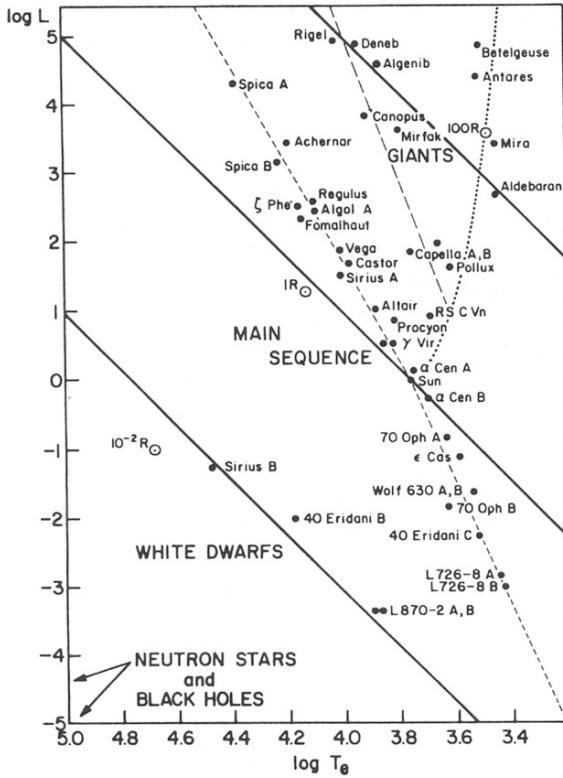 log L
5
4
3
2
1
0
-1
-2
-3
-4
-5
5.0
4.8
4.6
4.4
4.2
4.0
3.8
3.6
3.4
log Te
Rigel
Deneb
Algenib
Betelgeuse
Antares
Spica A
Canopus
Mirfak
100R⊙
GIANTS
Mira
Achernar
Spica B
Aldebaran
Regulus
ζ Phe
Algol A
Fomalhaut
Vega
Castor
Sirius A
Capella A,B
Pollux
1R⊙
Altair
RS C Vn
Procyon
γ Vir
MAIN
SEQUENCE
α Cen A
Sun
α Cen B
10-2R⊙
Sirius B
70 Oph A
ε Cas
Wolf 630 A,B
70 Oph B
40 Eridani B
40 Eridani C
WHITE DWARFS
L726-8 A
L726-8 B
L870-2 A,B
NEUTRON STARS
and
BLACK HOLES